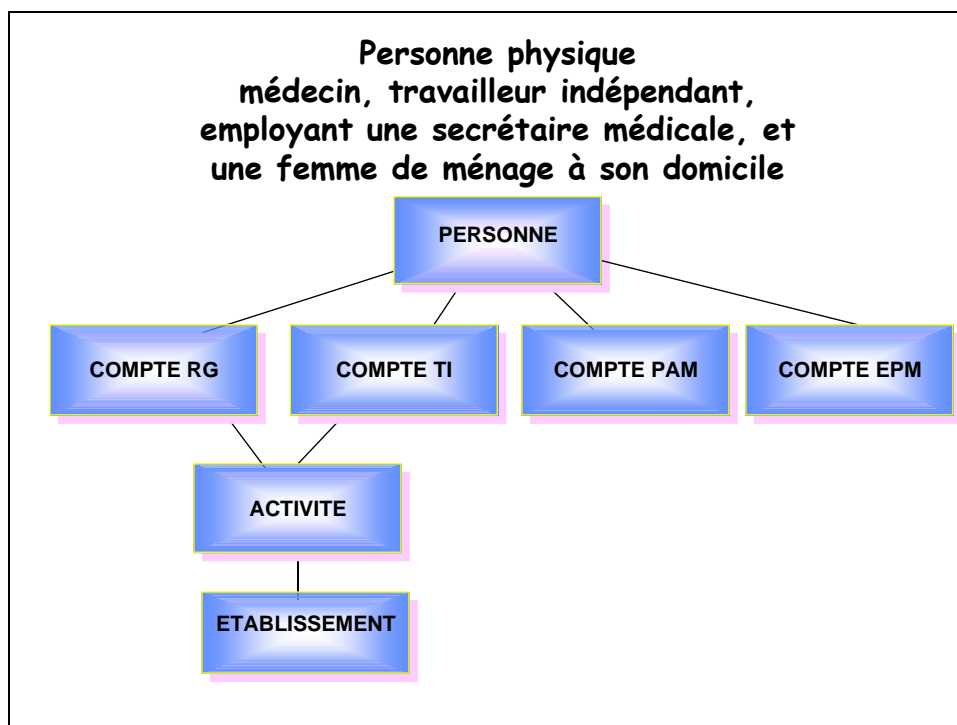 Personne physique
médecin, travailleur indépendant,
employant une secrétaire médicale, et
une femme de ménage à son domicile
PERSONNE
COMPTE RG
COMPTE TI
COMPTE PAM
COMPTE EPM
ACTIVITE
ETABLISSEMENT